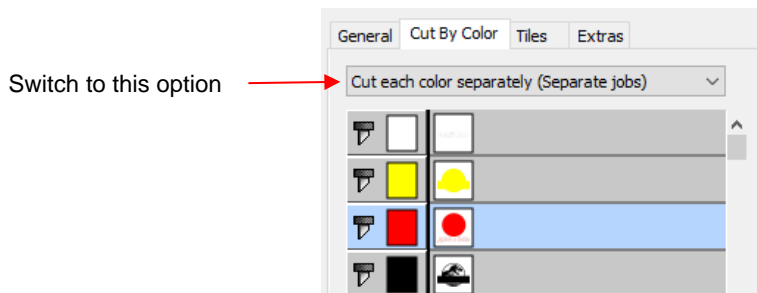 General Cut By Color Tiles Extras
Switch to this option
Cut each color separately (Separate jobs)